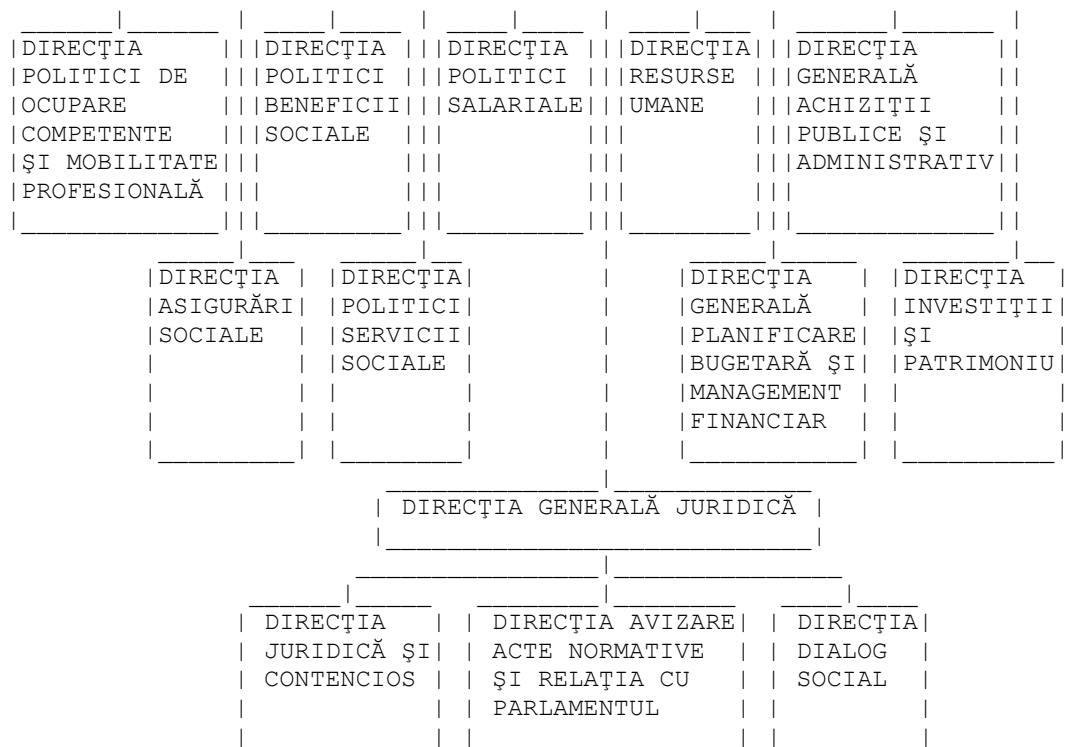 DIRECŢIA
POLITICI DE
OCUPARE
COMPETENTE
ŞI MOBILITATE
PROFESIONALĂ
DIRECŢIA
POLITICI
BENEFICII
SOCIALE
DIRECŢIA
POLITICI
SALARIALE
DIRECŢIA
RESURSE
UMANE
DIRECŢIA
GENERALĂ
ACHIZIŢII
PUBLICE ŞI
ADMINISTRATIV
DIRECŢIA
ASIGURĂRI
SOCIALE
DIRECŢIA
POLITICI
SERVICII
SOCIALE
DIRECŢIA
GENERALĂ
PLANIFICARE
BUGETARĂ ŞI
MANAGEMENT
FINANCIAR
DIRECŢIA
INVESTIŢII
ŞI
PATRIMONIU
DIRECŢIA GENERALĂ JURIDICĂ
DIRECŢIA
JURIDICĂ ŞI
CONTENCIOS
DIRECŢIA AVIZARE
ACTE NORMATIVE
ŞI RELAŢIA CU
PARLAMENTUL
DIRECŢIA
DIALOG
SOCIAL